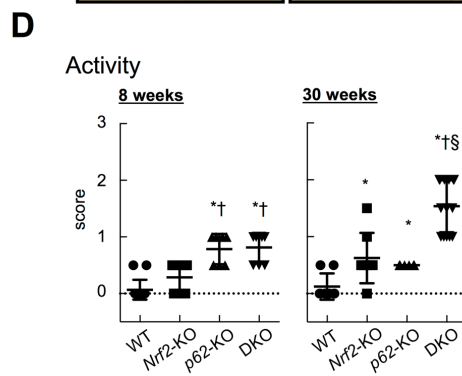 D
Activity
8 weeks
30 weeks
score
3
2
1
0
*†
*†
*
*
*†§
WT
Nrf2-KO
p62-KO
DKO
WT
Nrf2-KO
p62-KO
DKO